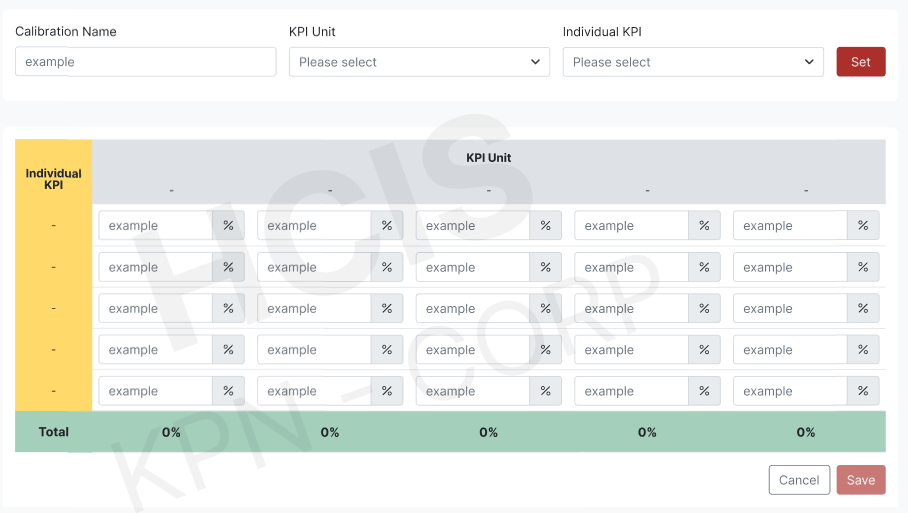 Calibration Name KPI Unit Individual KPI
example Please select Please select Set
KPI Unit
Individual
KPI
- - - - -
- example % example % example % example % example %
- example % example % example % example % example %
- example % example % example % example % example %
- example % example % example % example % example %
- example % example % example % example % example %
Total 0% 0% 0% 0% 0%
Cancel Save
HCIS
KPN - CORP